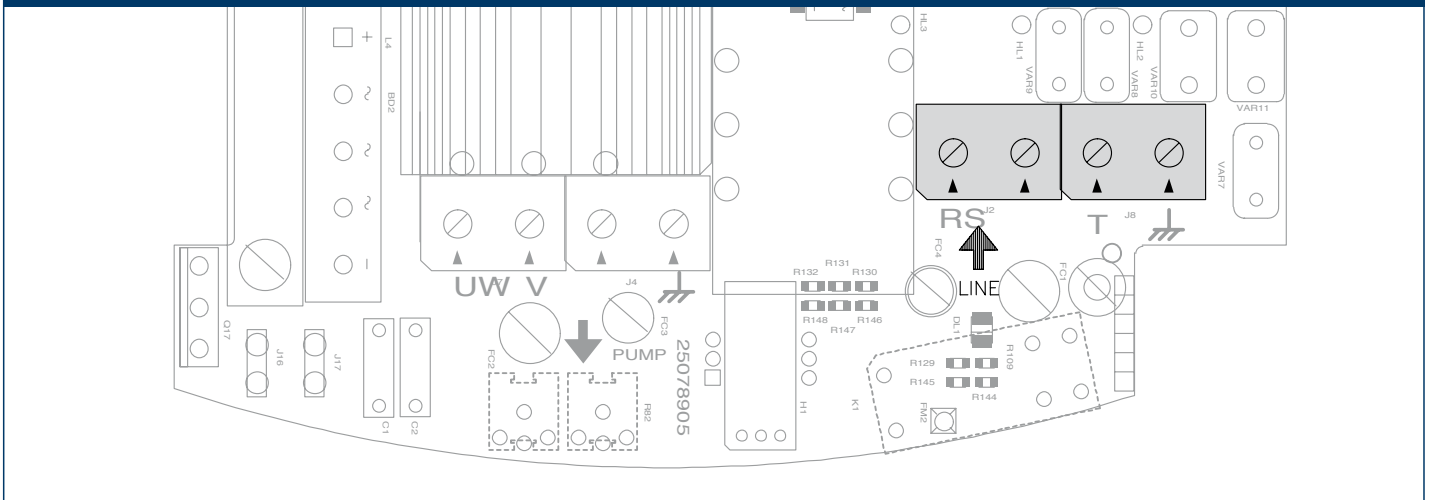 +
L4
HL3
HL1
HL2
VAR9
VAR8
VAR10
VAR11
BD2
~
~
~
VAR7
–
RS
J2
T
J8
UW
J7
V
J4
LINE
FC4
FC1
R132
R131
R130
R148
R147
R146
Q17
J16
J17
FC2
FC3
PUMP
DL1
R129
R109
R145
R144
25078905
H1
K1
C1
C2
R82